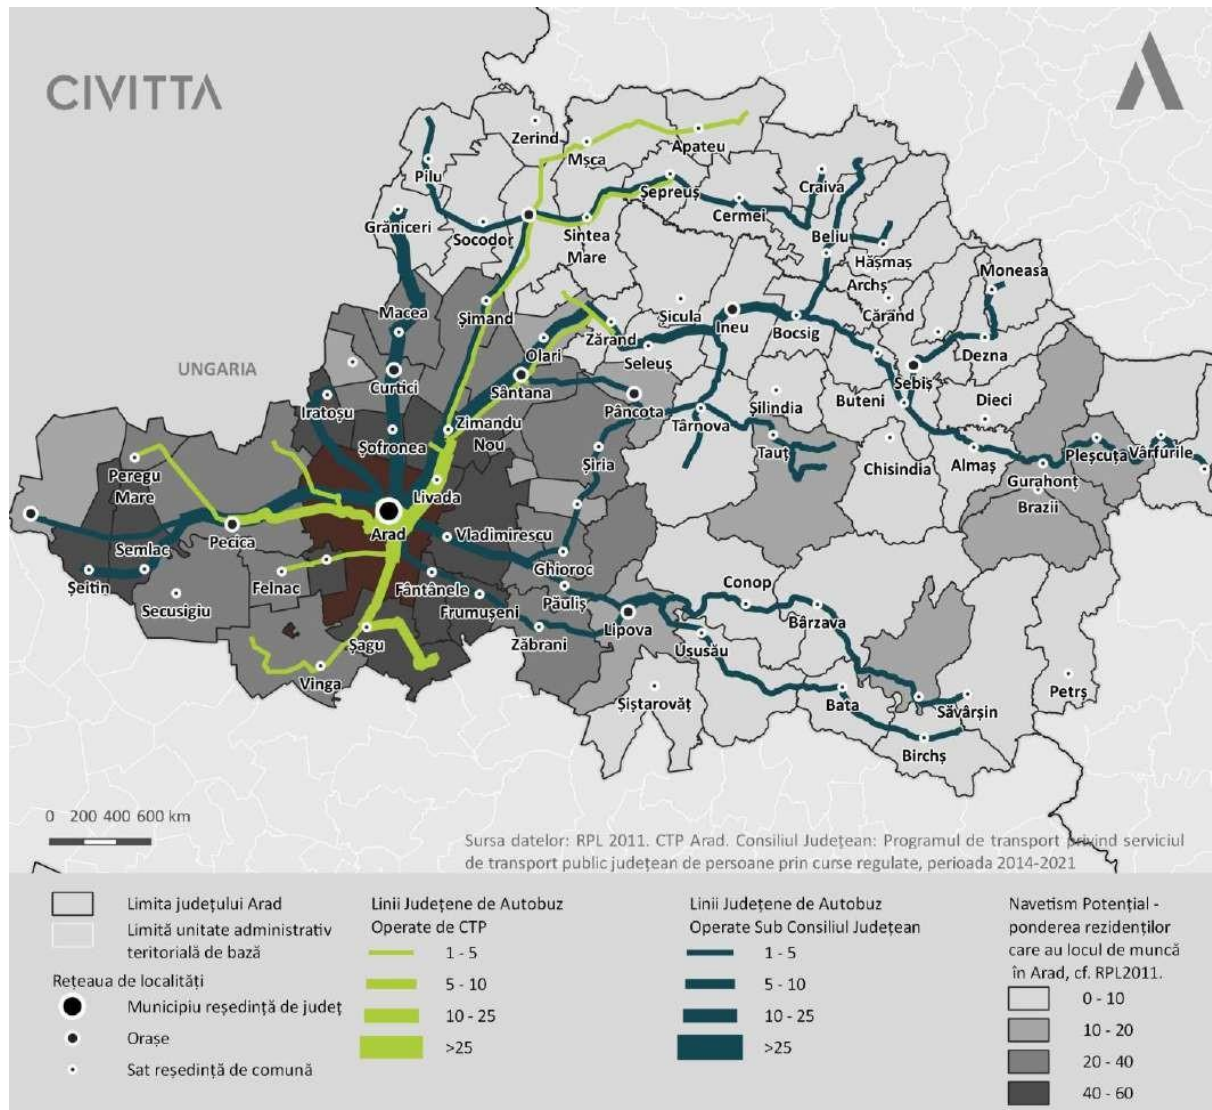 CIVITTA
Zerind
Mșca
Apateu
Pilu
Craiva
Șepreuș
Cermei
Grăniceri
Socodor
Sintea
Mare
Beliu
Hășmaș
Archș
Moneasa
Macea
Șimand
Șicula
Ineu
Bocsig
Cărand
UNGARIA
Olari
Zărand
Seleuș
Dezna
Curtici
Sântana
Sebiș
Iratoșu
Pâncota
Șilindia
Buteni
Dieci
Zimandu
Nou
Târnova
Șofronea
Tauț
Chisindia
Almaș
Pleșcuța
Vârfurile
Peregu
Mare
Șiria
Gurahonț
Livada
Brazii
Arad
Semlac
Pecica
Vladimirescu
Șeitin
Felnac
Fântânele
Ghioroc
Conop
Secusigiu
Frumușeni
Păuliș
Bârzava
Șagu
Zăbrani
Lipova
Ususău
Vinga
Șiștarovăț
Bata
Săvârșin
Petrș
Birchș
0 200 400 600 km
Sursa datelor: RPL 2011. CTP Arad. Consiliul Județean: Programul de transport privind serviciul
de transport public județean de persoane prin curse regulate, perioada 2014-2021
Limita județului Arad
Limită unitate administrativ
teritorială de bază
Rețeaua de localități
Municipiu reședință de județ
Orașe
Sat reședință de comună
Linii Județene de Autobuz
Operate de CTP
1 - 5
5 - 10
10 - 25
>25
Linii Județene de Autobuz
Operate Sub Consiliul Județean
1 - 5
5 - 10
10 - 25
>25
Navetism Potențial -
ponderea rezidenților
care au locul de muncă
în Arad, cf. RPL2011.
0 - 10
10 - 20
20 - 40
40 - 60